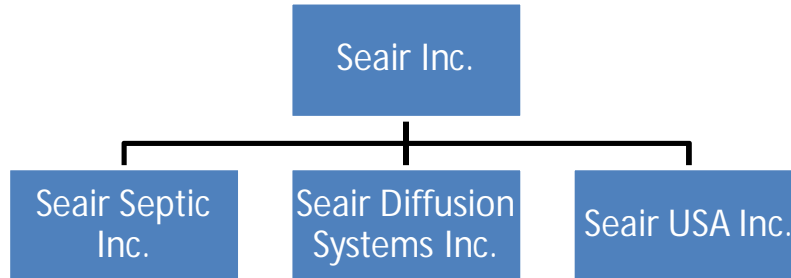 Seair Inc.
Seair Septic
Inc.
Seair Diffusion
Systems Inc.
Seair USA Inc.